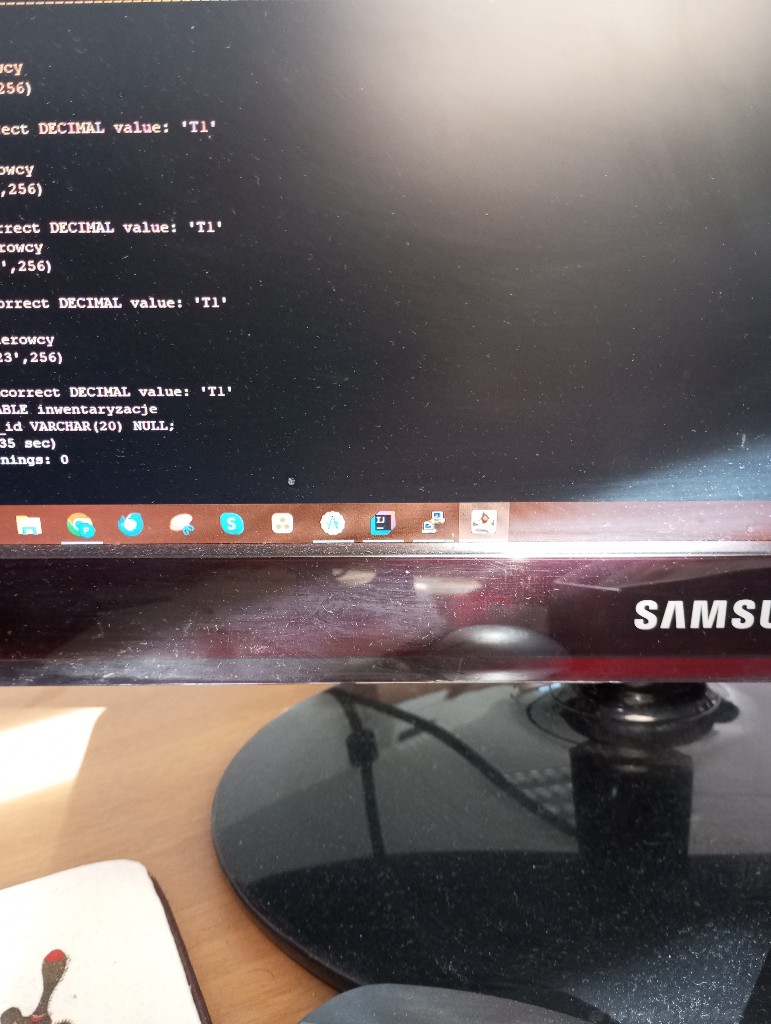 wcy
256)
ect DECIMAL value: 'T1'
owcy
,256)
rrect DECIMAL value: 'T1'
rowcy
',256)
orrect DECIMAL value: 'T1'
erowcy
23',256)
correct DECIMAL value: 'T1'
ABLE inwentaryzacje
_id VARCHAR(20) NULL;
35 sec)
nings: 0
S
IJ
SAMSU